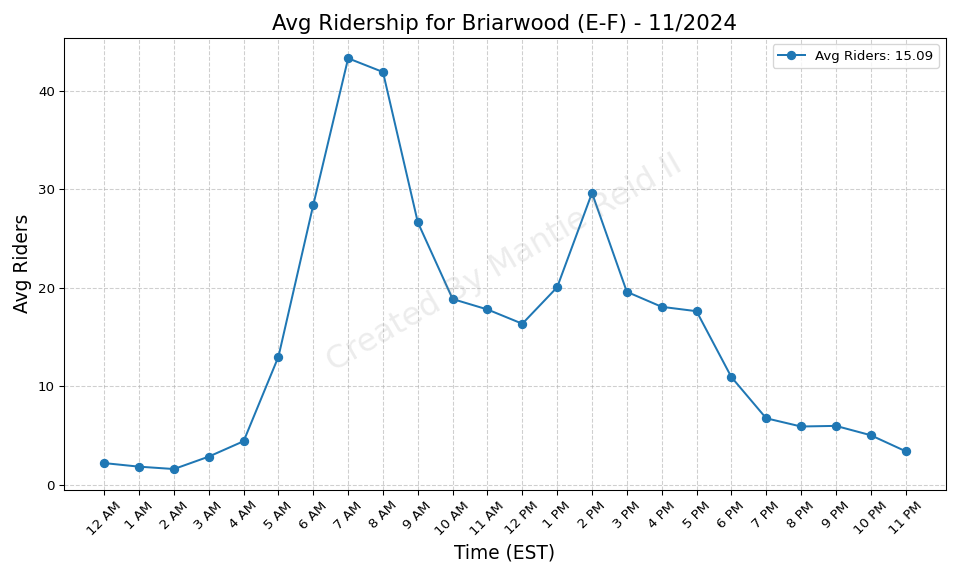 Avg Ridership for Briarwood (E-F) - 11/2024
Avg Riders: 15.09
Avg Riders
40
30
20
10
0
Created By Mantie Reid II
12 AM 1 AM 2 AM 3 AM 4 AM 5 AM 6 AM 7 AM 8 AM 9 AM 10 AM 11 AM 12 PM 1 PM 2 PM 3 PM 4 PM 5 PM 6 PM 7 PM 8 PM 9 PM 10 PM 11 PM
Time (EST)